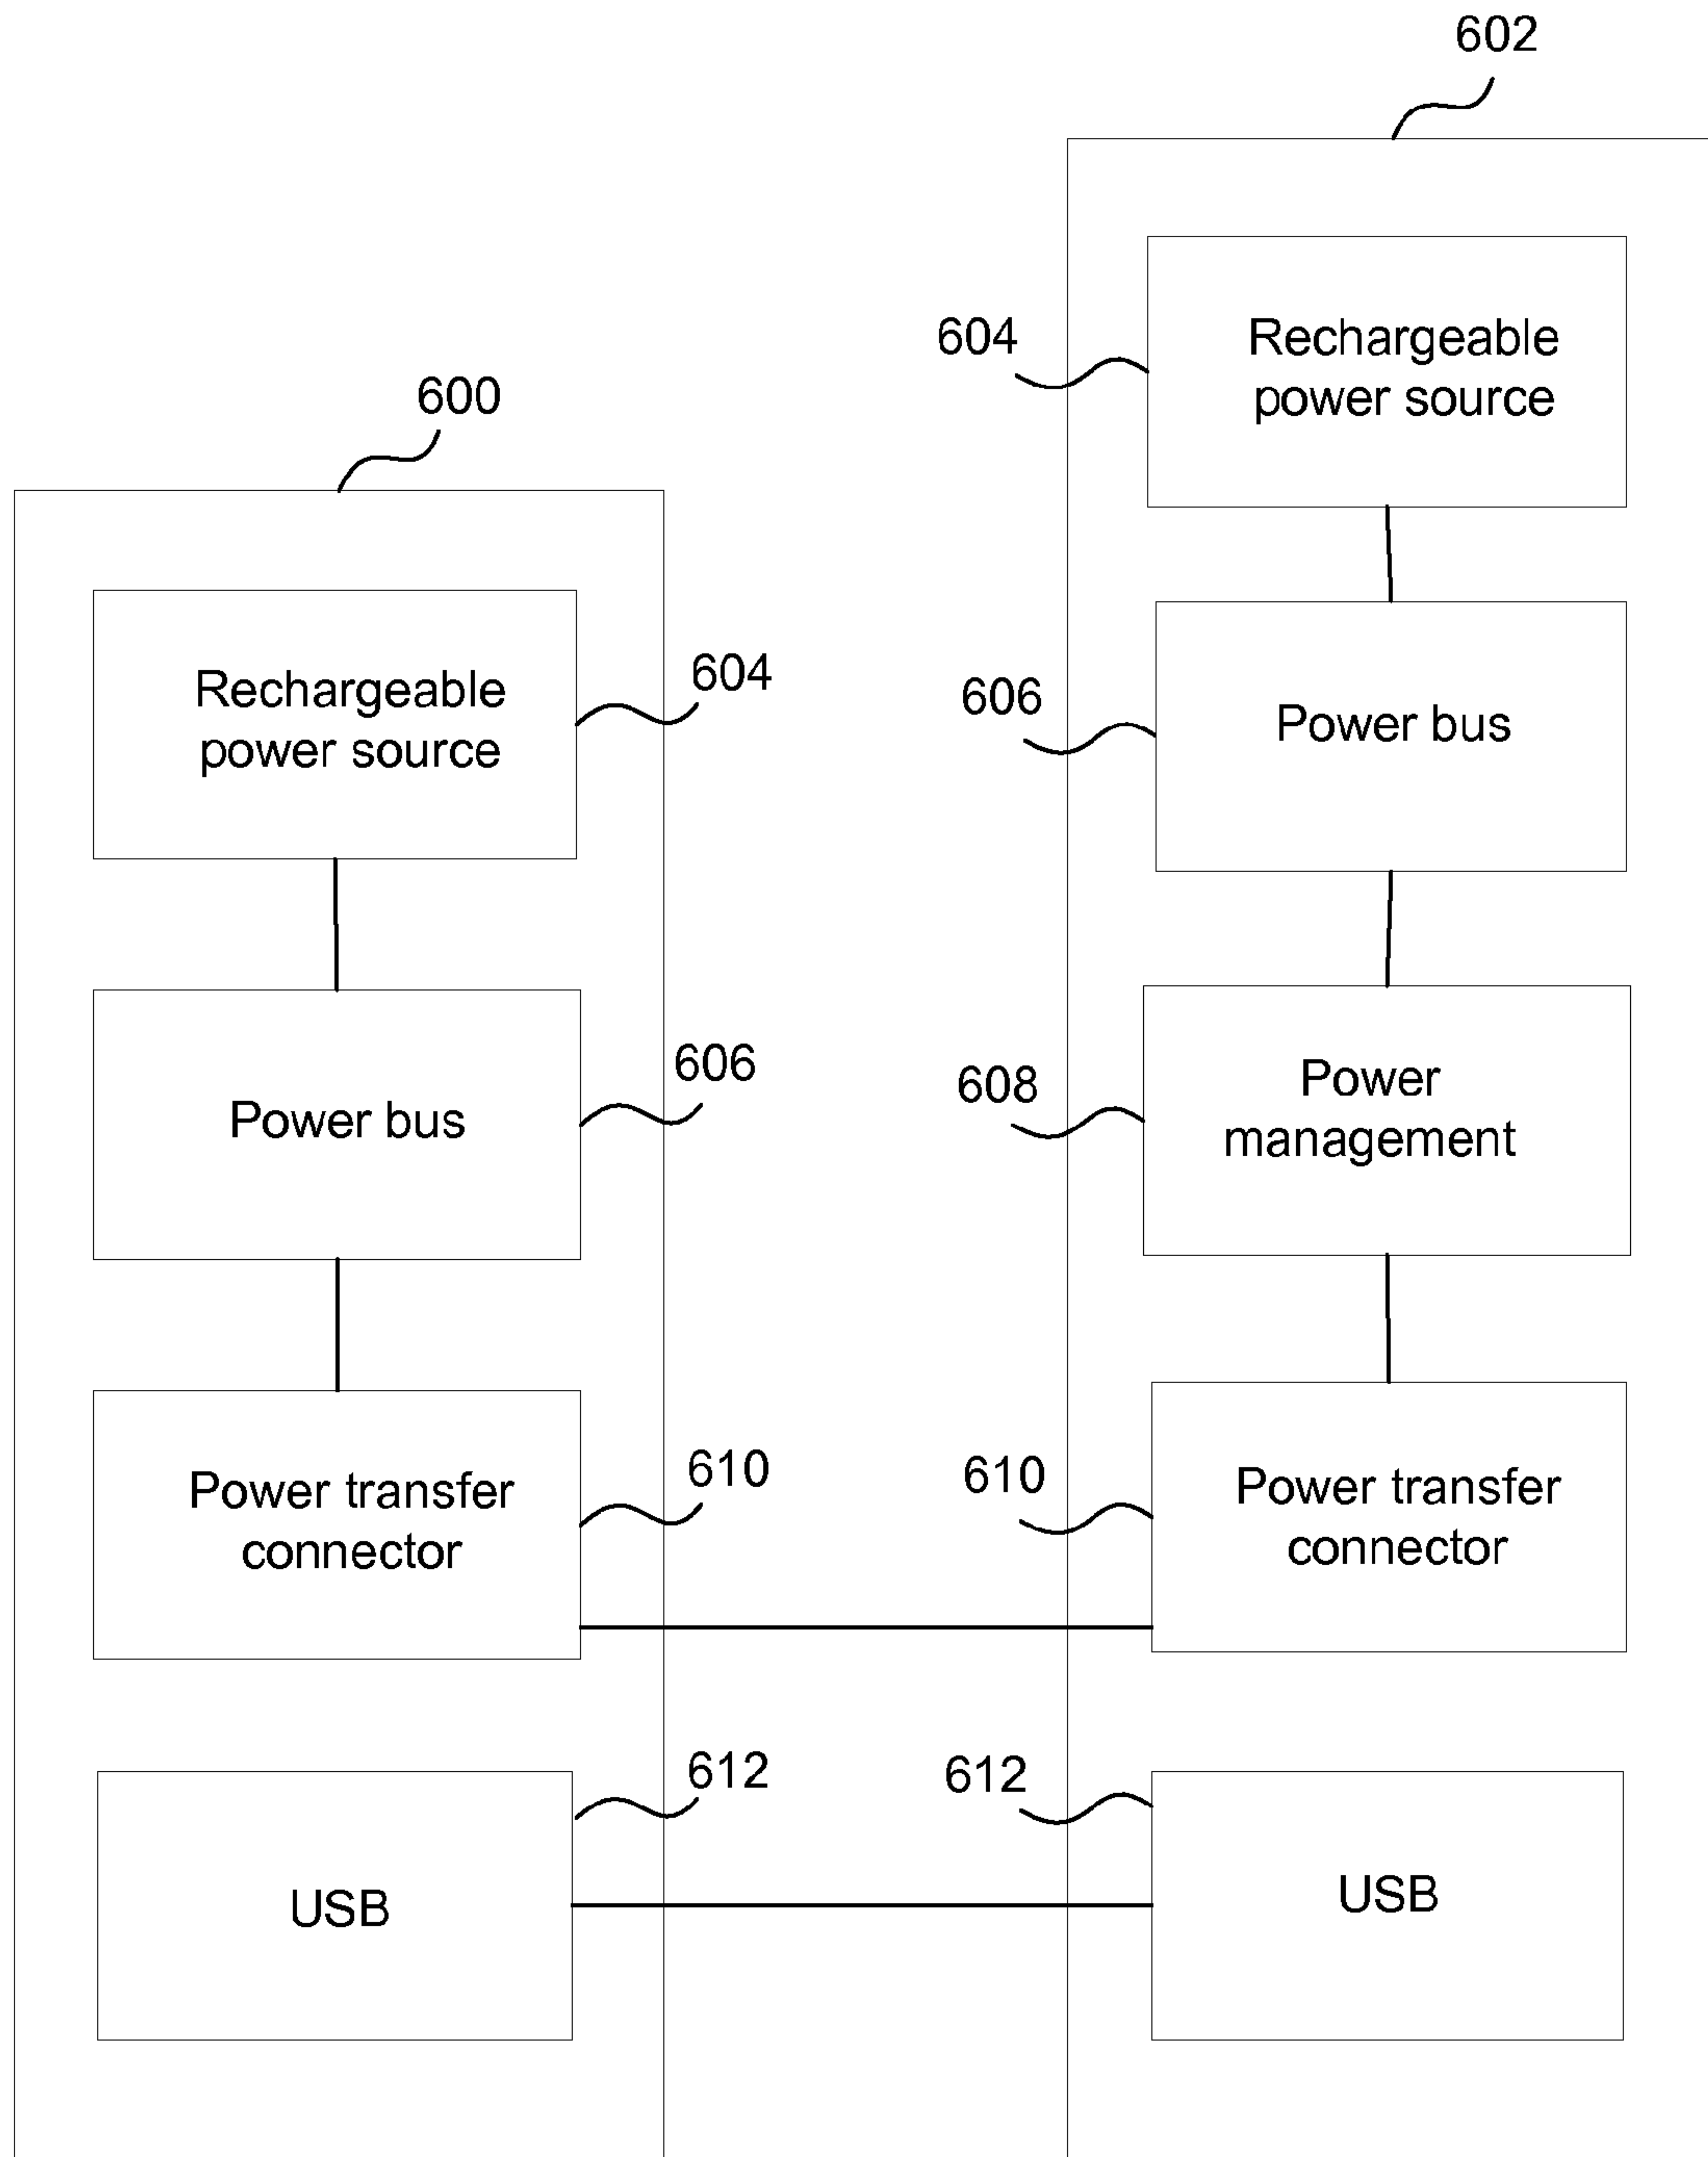 602
604
Rechargeable
power source
600
604
Rechargeable
power source
606
Power bus
606
Power bus
608
Power
management
610
Power transfer
connector
610
Power transfer
connector
612
USB
612
USB